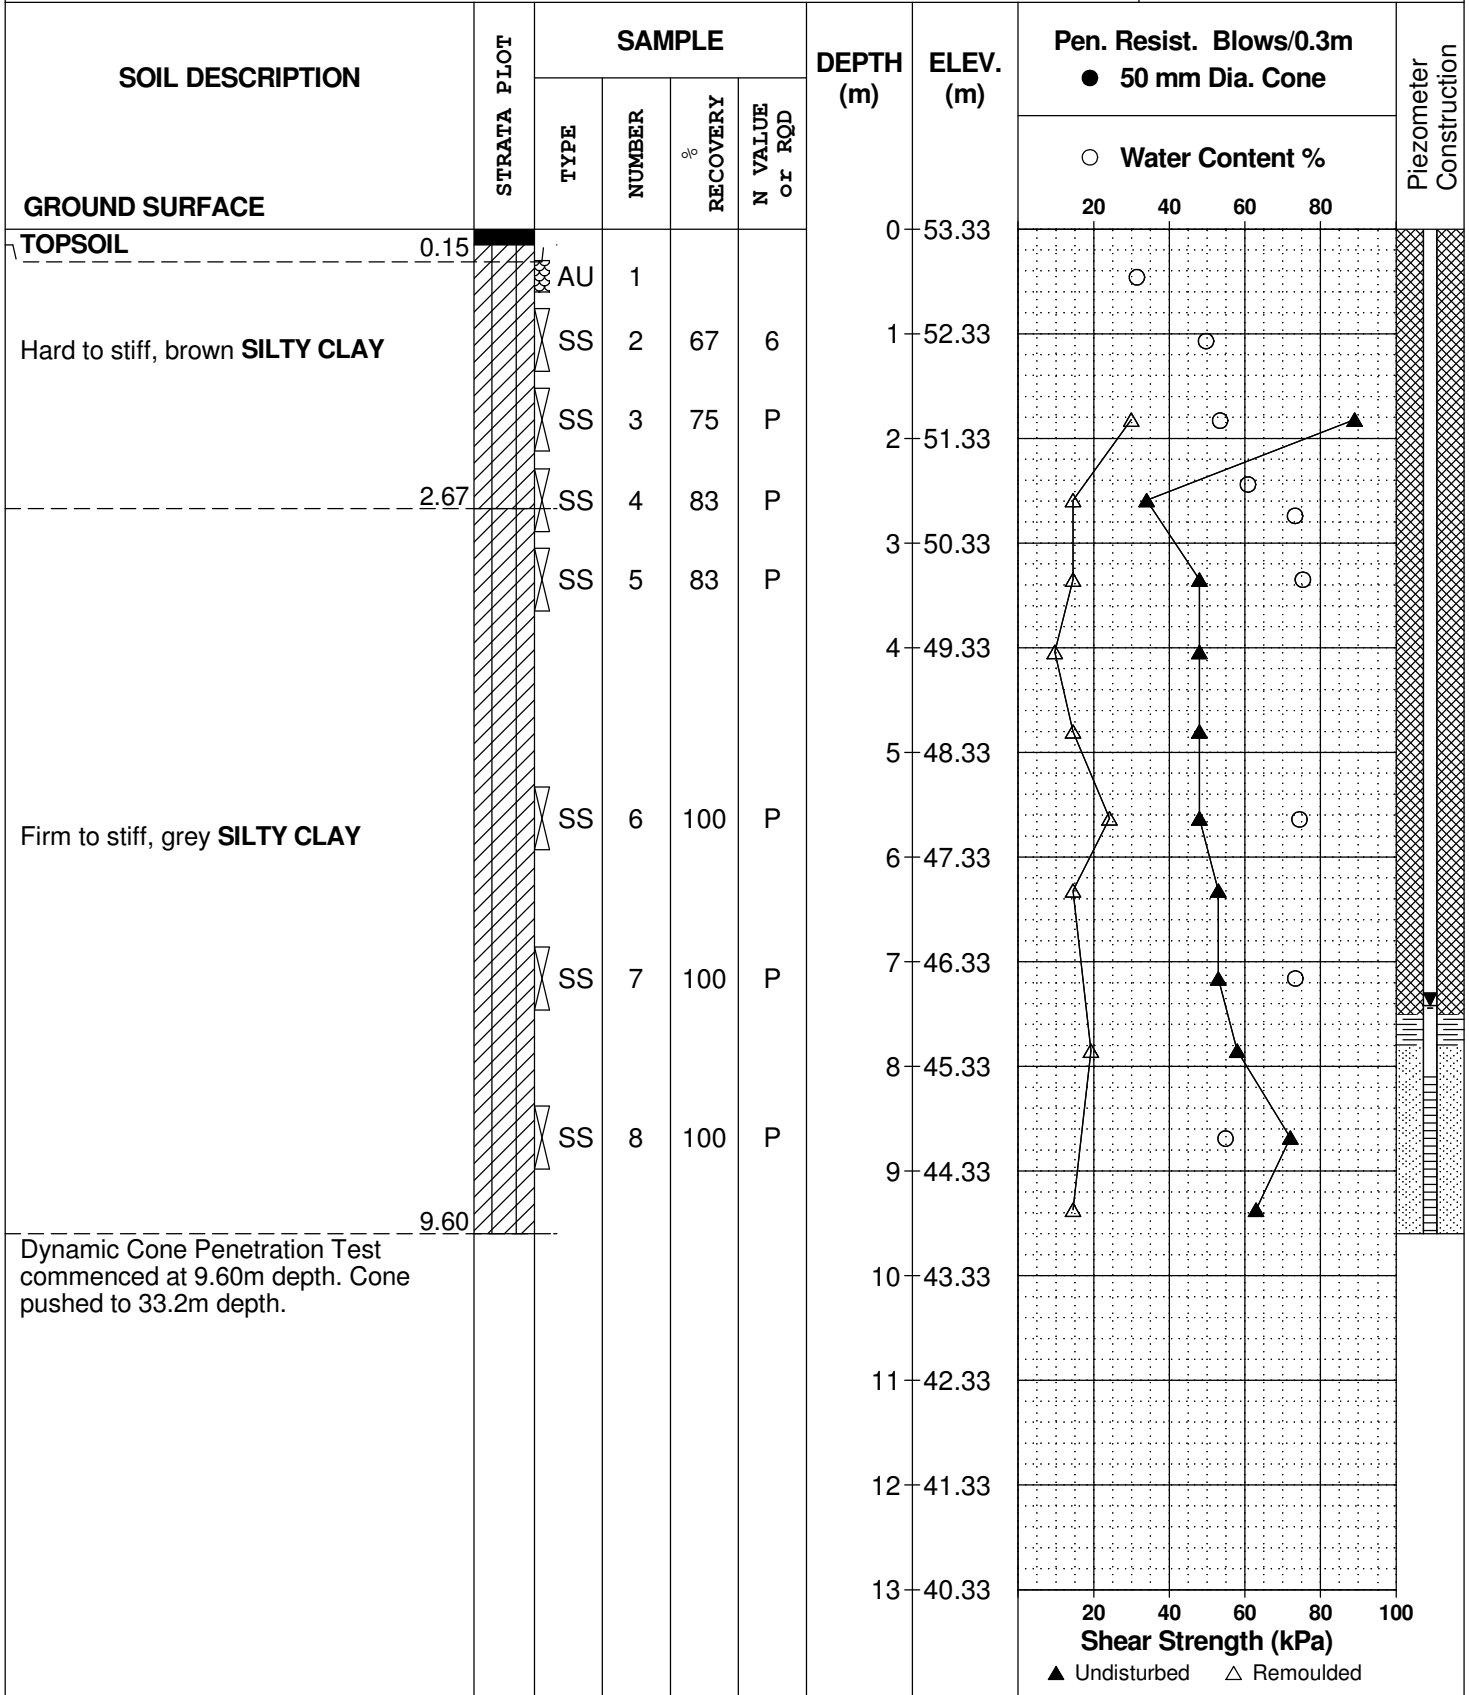 SOIL DESCRIPTION
GROUND SURFACE
STRATA PLOT
SAMPLE
TYPE
NUMBER
% RECOVERY
N VALUE or RQD
DEPTH (m)
ELEV. (m)
Pen. Resist. Blows/0.3m
● 50 mm Dia. Cone
○ Water Content %
20 40 60 80
Piezometer Construction
TOPSOIL 0.15
0 53.33
AU 1
Hard to stiff, brown SILTY CLAY
SS 2 67 6
1 52.33
SS 3 75 P
2 51.33
2.67
SS 4 83 P
3 50.33
SS 5 83 P
4 49.33
5 48.33
Firm to stiff, grey SILTY CLAY
SS 6 100 P
6 47.33
7 46.33
SS 7 100 P
8 45.33
SS 8 100 P
9 44.33
9.60
Dynamic Cone Penetration Test
commenced at 9.60m depth. Cone
pushed to 33.2m depth.
10 43.33
11 42.33
12 41.33
13 40.33
20 40 60 80 100
Shear Strength (kPa)
▲ Undisturbed △ Remoulded